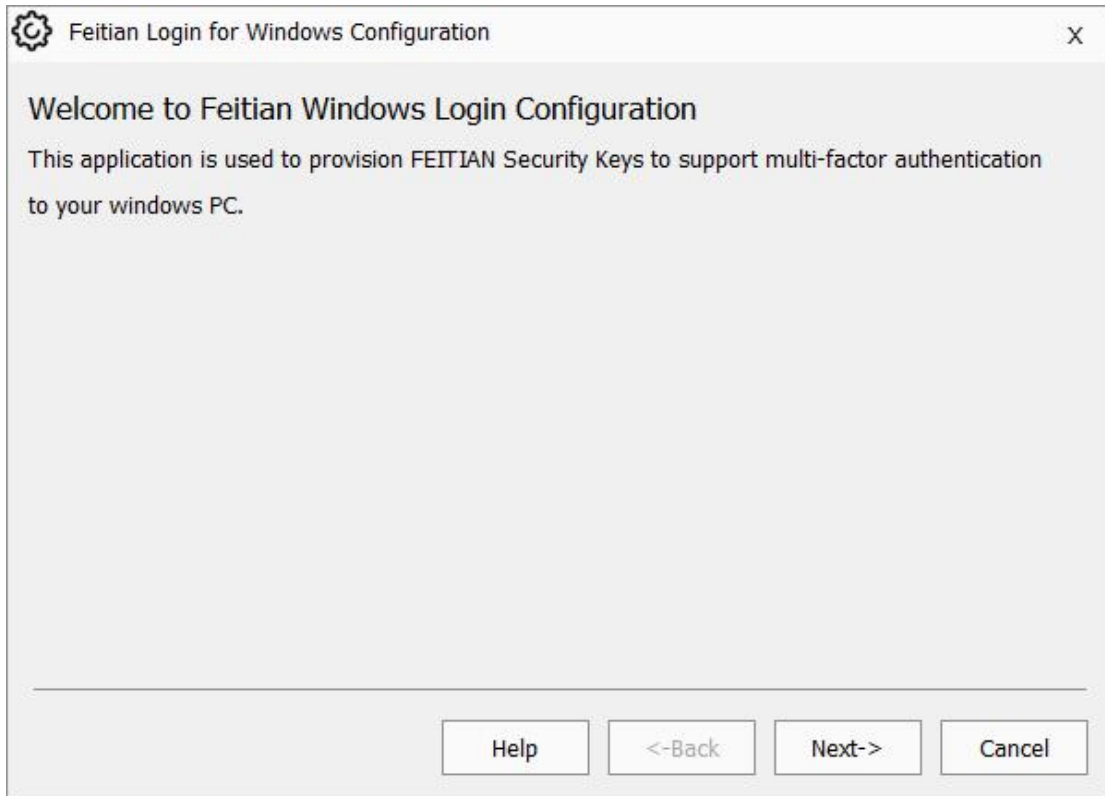 Feitian Login for Windows Configuration
X
Welcome to Feitian Windows Login Configuration
This application is used to provision FEITIAN Security Keys to support multi-factor authentication
to your windows PC.
Help <-Back Next-> Cancel